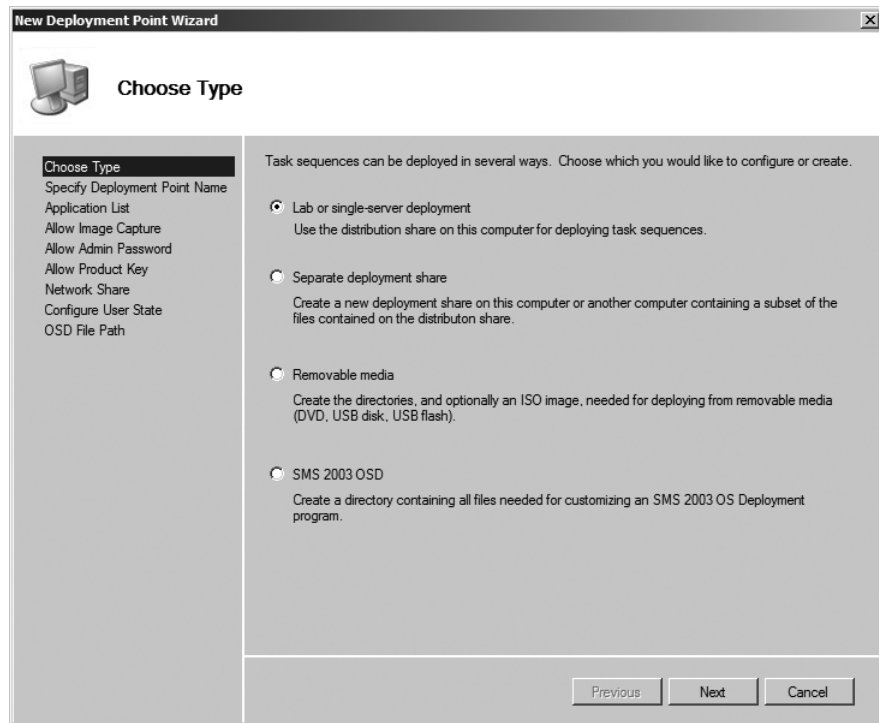 New Deployment Point Wizard
Choose Type
Choose Type
Specify Deployment Point Name
Application List
Allow Image Capture
Allow Admin Password
Allow Product Key
Network Share
Configure User State
OSD File Path
Task sequences can be deployed in several ways. Choose which you would like to configure or create.
Lab or single-server deployment
Use the distribution share on this computer for deploying task sequences.
Separate deployment share
Create a new deployment share on this computer or another computer containing a subset of the
files contained on the distributon share.
Removable media
Create the directories, and optionally an ISO image, needed for deploying from removable media
(DVD, USB disk, USB flash).
SMS 2003 OSD
Create a directory containing all files needed for customizing an SMS 2003 OS Deployment
program.
Previous
Next
Cancel